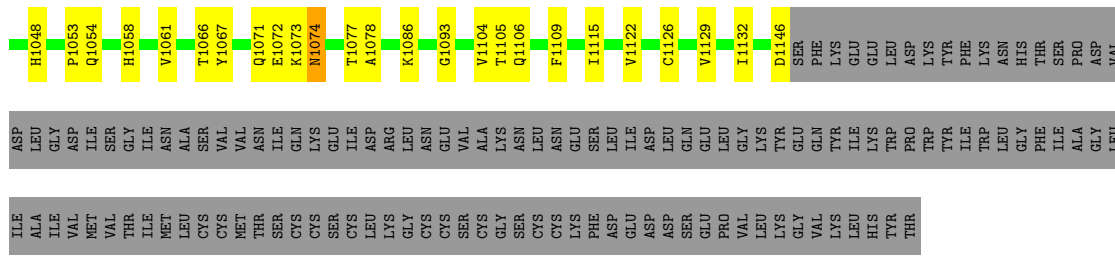 H1048 P1053 Q1054 H1058 V1061 T1066 Y1067 Q1071 E1072 K1073 N1074 T1077 A1078 K1086 G1093 V1104 T1105 Q1106 F1109 I1115 V1122 C1126 V1129 I1132 D1146 SER PHE LYS GLU GLU LEU ASP LYS TYR PHE LYS ASN HIS THR SER PRO ASP VAL
ASP LEU GLY ASP ILE SER GLY ILE ASN ALA SER VAL VAL ASN ILE GLN LYS GLU ILE ASP ARG LEU ASN GLU VAL ALA LYS ASN LEU ASN GLU SER LEU ILE ASP LEU GLN GLU LEU GLY LYS TYR GLU GLN TYR ILE LYS TRP PRO TRP TYR ILE TRP LEU GLY PHE ILE ALA GLY LEU
ILE ALA ILE VAL MET VAL THR ILE MET LEU CYS CYS MET THR SER CYS CYS SER CYS LEU LYS GLY CYS CYS SER CYS GLY SER CYS CYS LYS PHE ASP GLU ASP ASP SER GLU PRO VAL LEU LYS GLY VAL LYS LEU HIS TYR THR THR